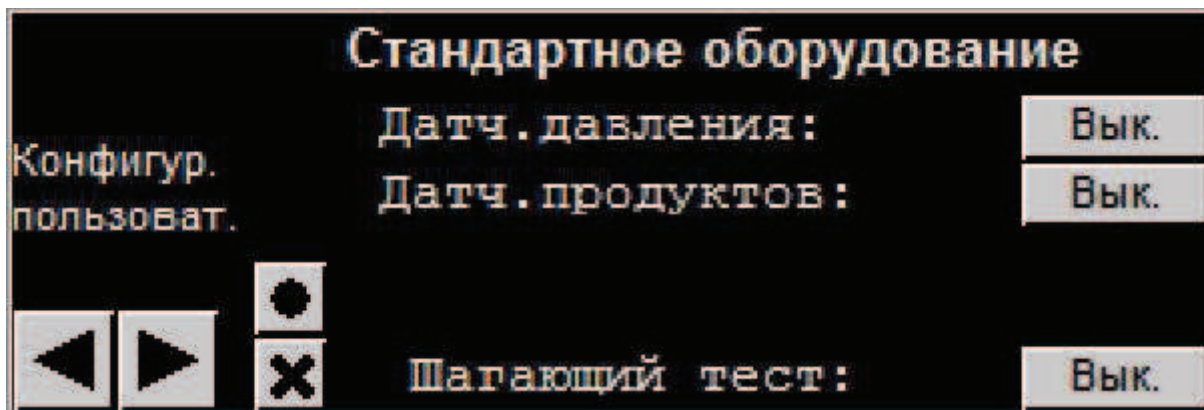 Стандартное оборудование
Датч.давления: Вык.
Конфигур.
пользоват.
Датч.продуктов: Вык.
Шагающий тест: Вык.